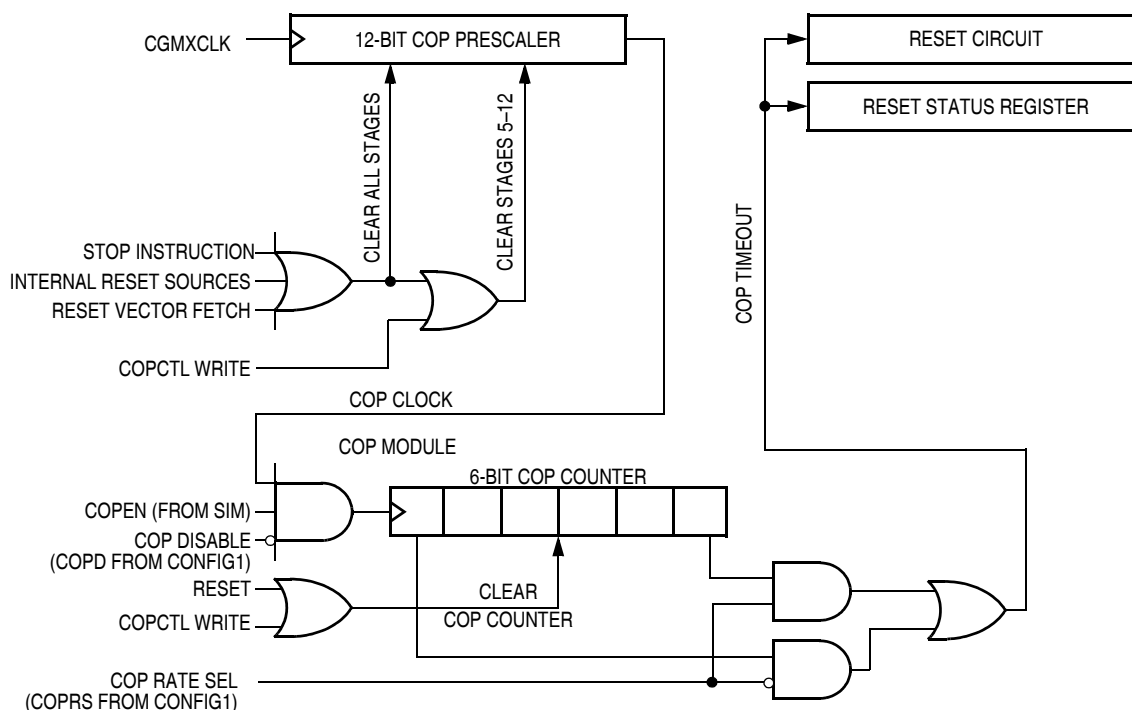 CGMXCLK
12-BIT COP PRESCALER
RESET CIRCUIT
RESET STATUS REGISTER
CLEAR ALL STAGES
CLEAR STAGES 5–12
STOP INSTRUCTION
INTERNAL RESET SOURCES
RESET VECTOR FETCH
COPCTL WRITE
COP TIMEOUT
COP CLOCK
COP MODULE
6-BIT COP COUNTER
COPEN (FROM SIM)
COP DISABLE
(COPD FROM CONFIG1)
RESET
COPCTL WRITE
CLEAR
COP COUNTER
COP RATE SEL
(COPRS FROM CONFIG1)